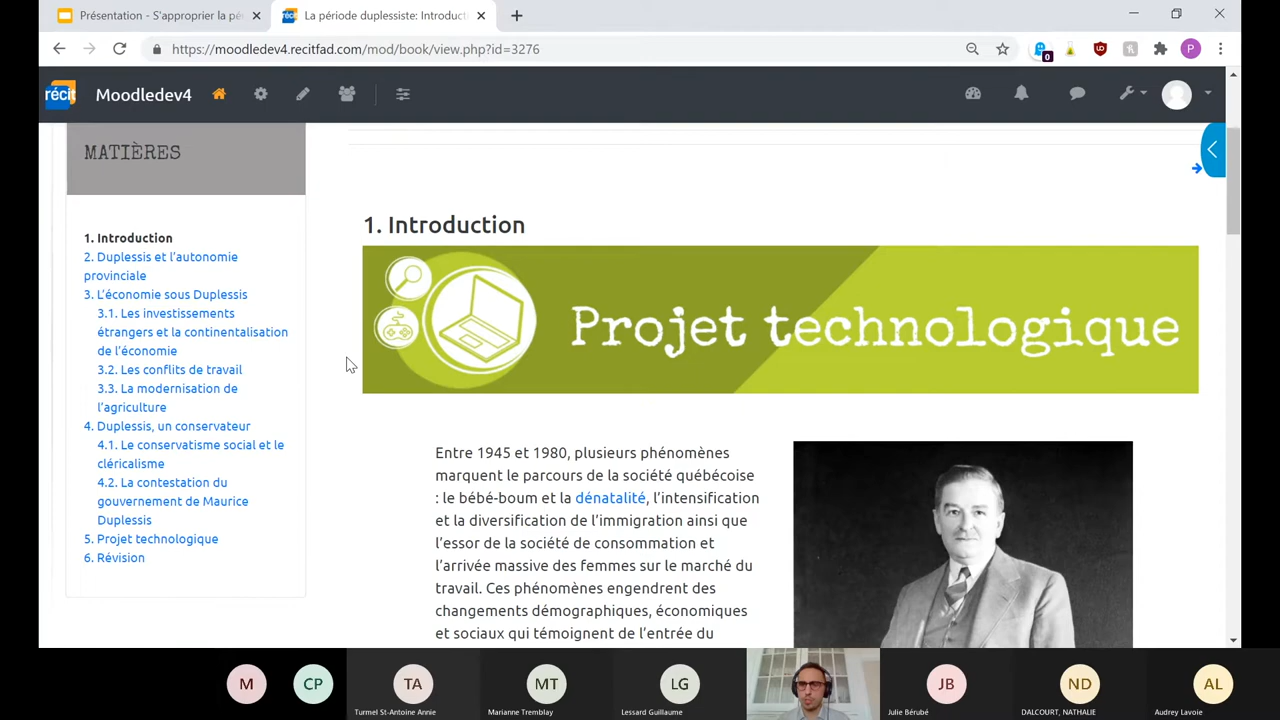 Présentation - S'approprier la pé
La période duplessiste: Introduct
https://moodledev4.recitfad.com/mod/book/view.php?id=3276
0
P
récit
Moodledev4
MATIÈRES
1. Introduction
2. Duplessis et l'autonomie
provinciale
3. L'économie sous Duplessis
3.1. Les investissements
étrangers et la continentalisation
de l'économie
3.2. Les conflits de travail
3.3. La modernisation de
l'agriculture
4. Duplessis, un conservateur
4.1. Le conservatisme social et le
cléricalisme
4.2. La contestation du
gouvernement de Maurice
Duplessis
5. Projet technologique
6. Révision
1. Introduction
Projet technologique
Entre 1945 et 1980, plusieurs phénomènes
marquent le parcours de la société québécoise
: le bébé-boum et la dénatalité, l'intensification
et la diversification de l'immigration ainsi que
l'essor de la société de consommation et
l'arrivée massive des femmes sur le marché du
travail. Ces phénomènes engendrent des
changements démographiques, économiques
et sociaux qui témoignent de l'entrée du
M
CP
TA
Turmel St-Antoine Annie
MT
Marianne Tremblay
LG
Lessard Guillaume
JB
Julie Bérubé
ND
DALCOURT, NATHALIE
AL
Audrey Lavoie